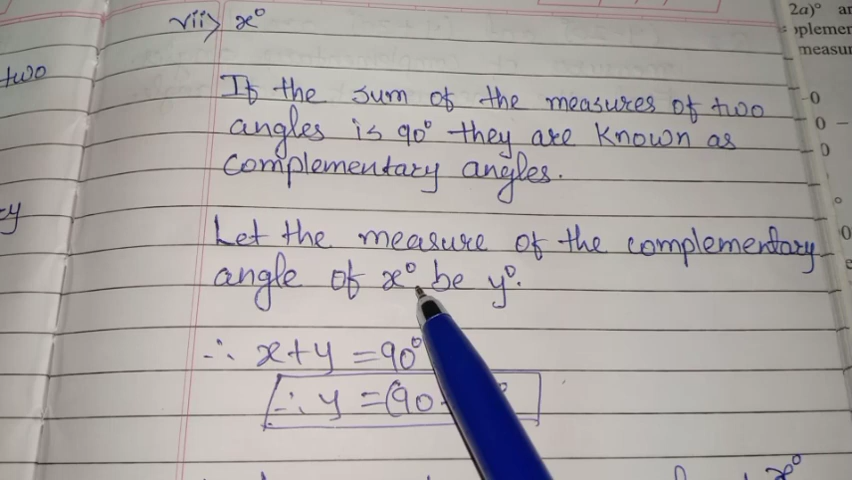 vii> x°
two
If the sum of the measures of two
angles is 90° they are known as
complementary angles.
Let the measure of the complementary
angle of x° be y°.
∴ x+y = 90°
∴ y = (90
x°
2a)° ar
plemer
measur